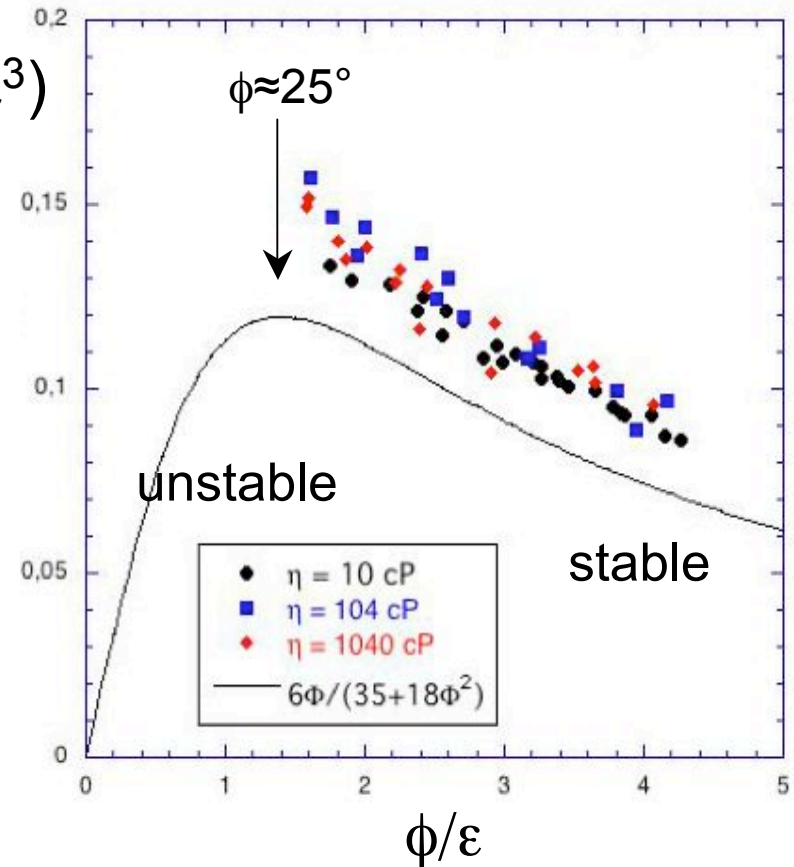 0,2
³)
ϕ≈25°
0,15
0,1
unstable
stable
0,05
η = 10 cP
η = 104 cP
η = 1040 cP
6Φ/(35+18Φ²)
0
0 1 2 3 4 5
ϕ/ε